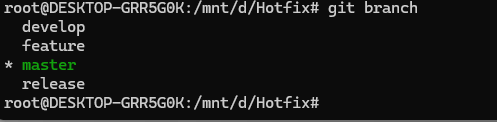 root@DESKTOP-GRR5G0K:/mnt/d/Hotfix# git branch
  develop
  feature
* master
  release
root@DESKTOP-GRR5G0K:/mnt/d/Hotfix#